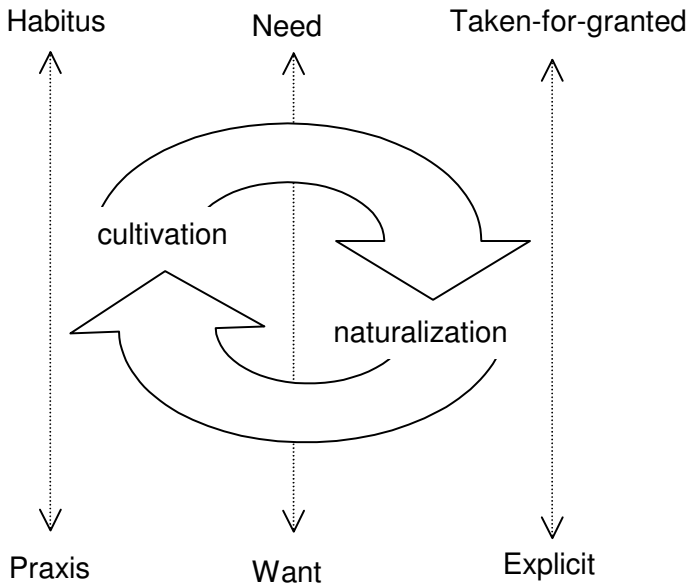 Habitus
Need
Taken-for-granted
cultivation
naturalization
Praxis
Want
Explicit